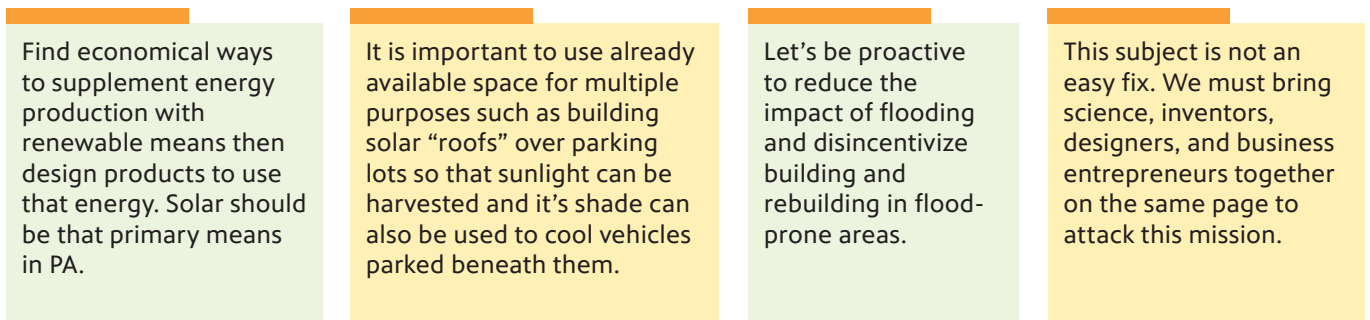 Find economical ways
to supplement energy
production with
renewable means then
design products to use
that energy. Solar should
be that primary means
in PA.
It is important to use already
available space for multiple
purposes such as building
solar “roofs” over parking
lots so that sunlight can be
harvested and it’s shade can
also be used to cool vehicles
parked beneath them.
Let’s be proactive
to reduce the
impact of flooding
and disincentivize
building and
rebuilding in flood-
prone areas.
This subject is not an
easy fix. We must bring
science, inventors,
designers, and business
entrepreneurs together
on the same page to
attack this mission.